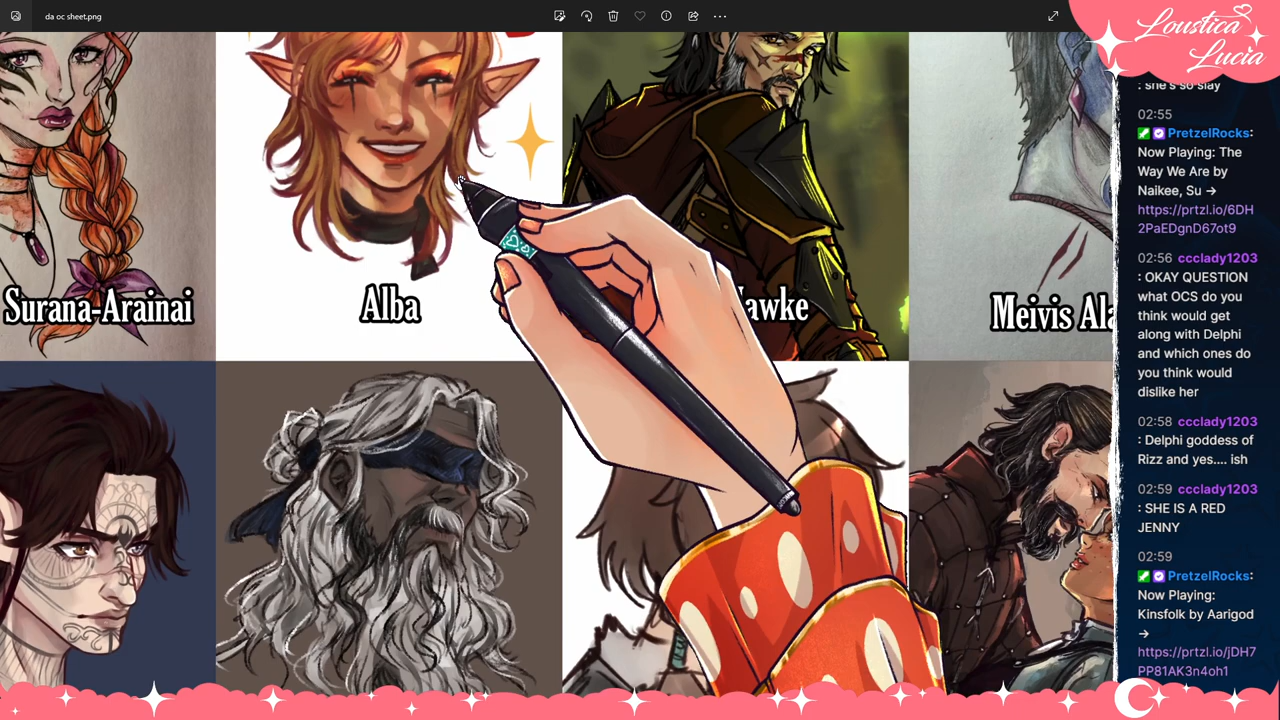 da oc sheet.png
Loustica
Lucia
: she's so slay
02:55
PretzelRocks:
Now Playing: The
Way We Are by
Naikee, Su →
https://prtzl.io/6DH
2PaEDgnD67ot9
02:56 ccclady1203
: OKAY QUESTION
what OCS do you
think would get
along with Delphi
and which ones do
you think would
dislike her
02:58 ccclady1203
: Delphi goddess of
Rizz and yes.... ish
02:59 ccclady1203
: SHE IS A RED
JENNY
02:59
PretzelRocks:
Now Playing:
Kinsfolk by Aarigod
→
https://prtzl.io/jDH7
PP81AK3n4oh1
Surana-Arainai
Alba
Hawke
Meivis Ala